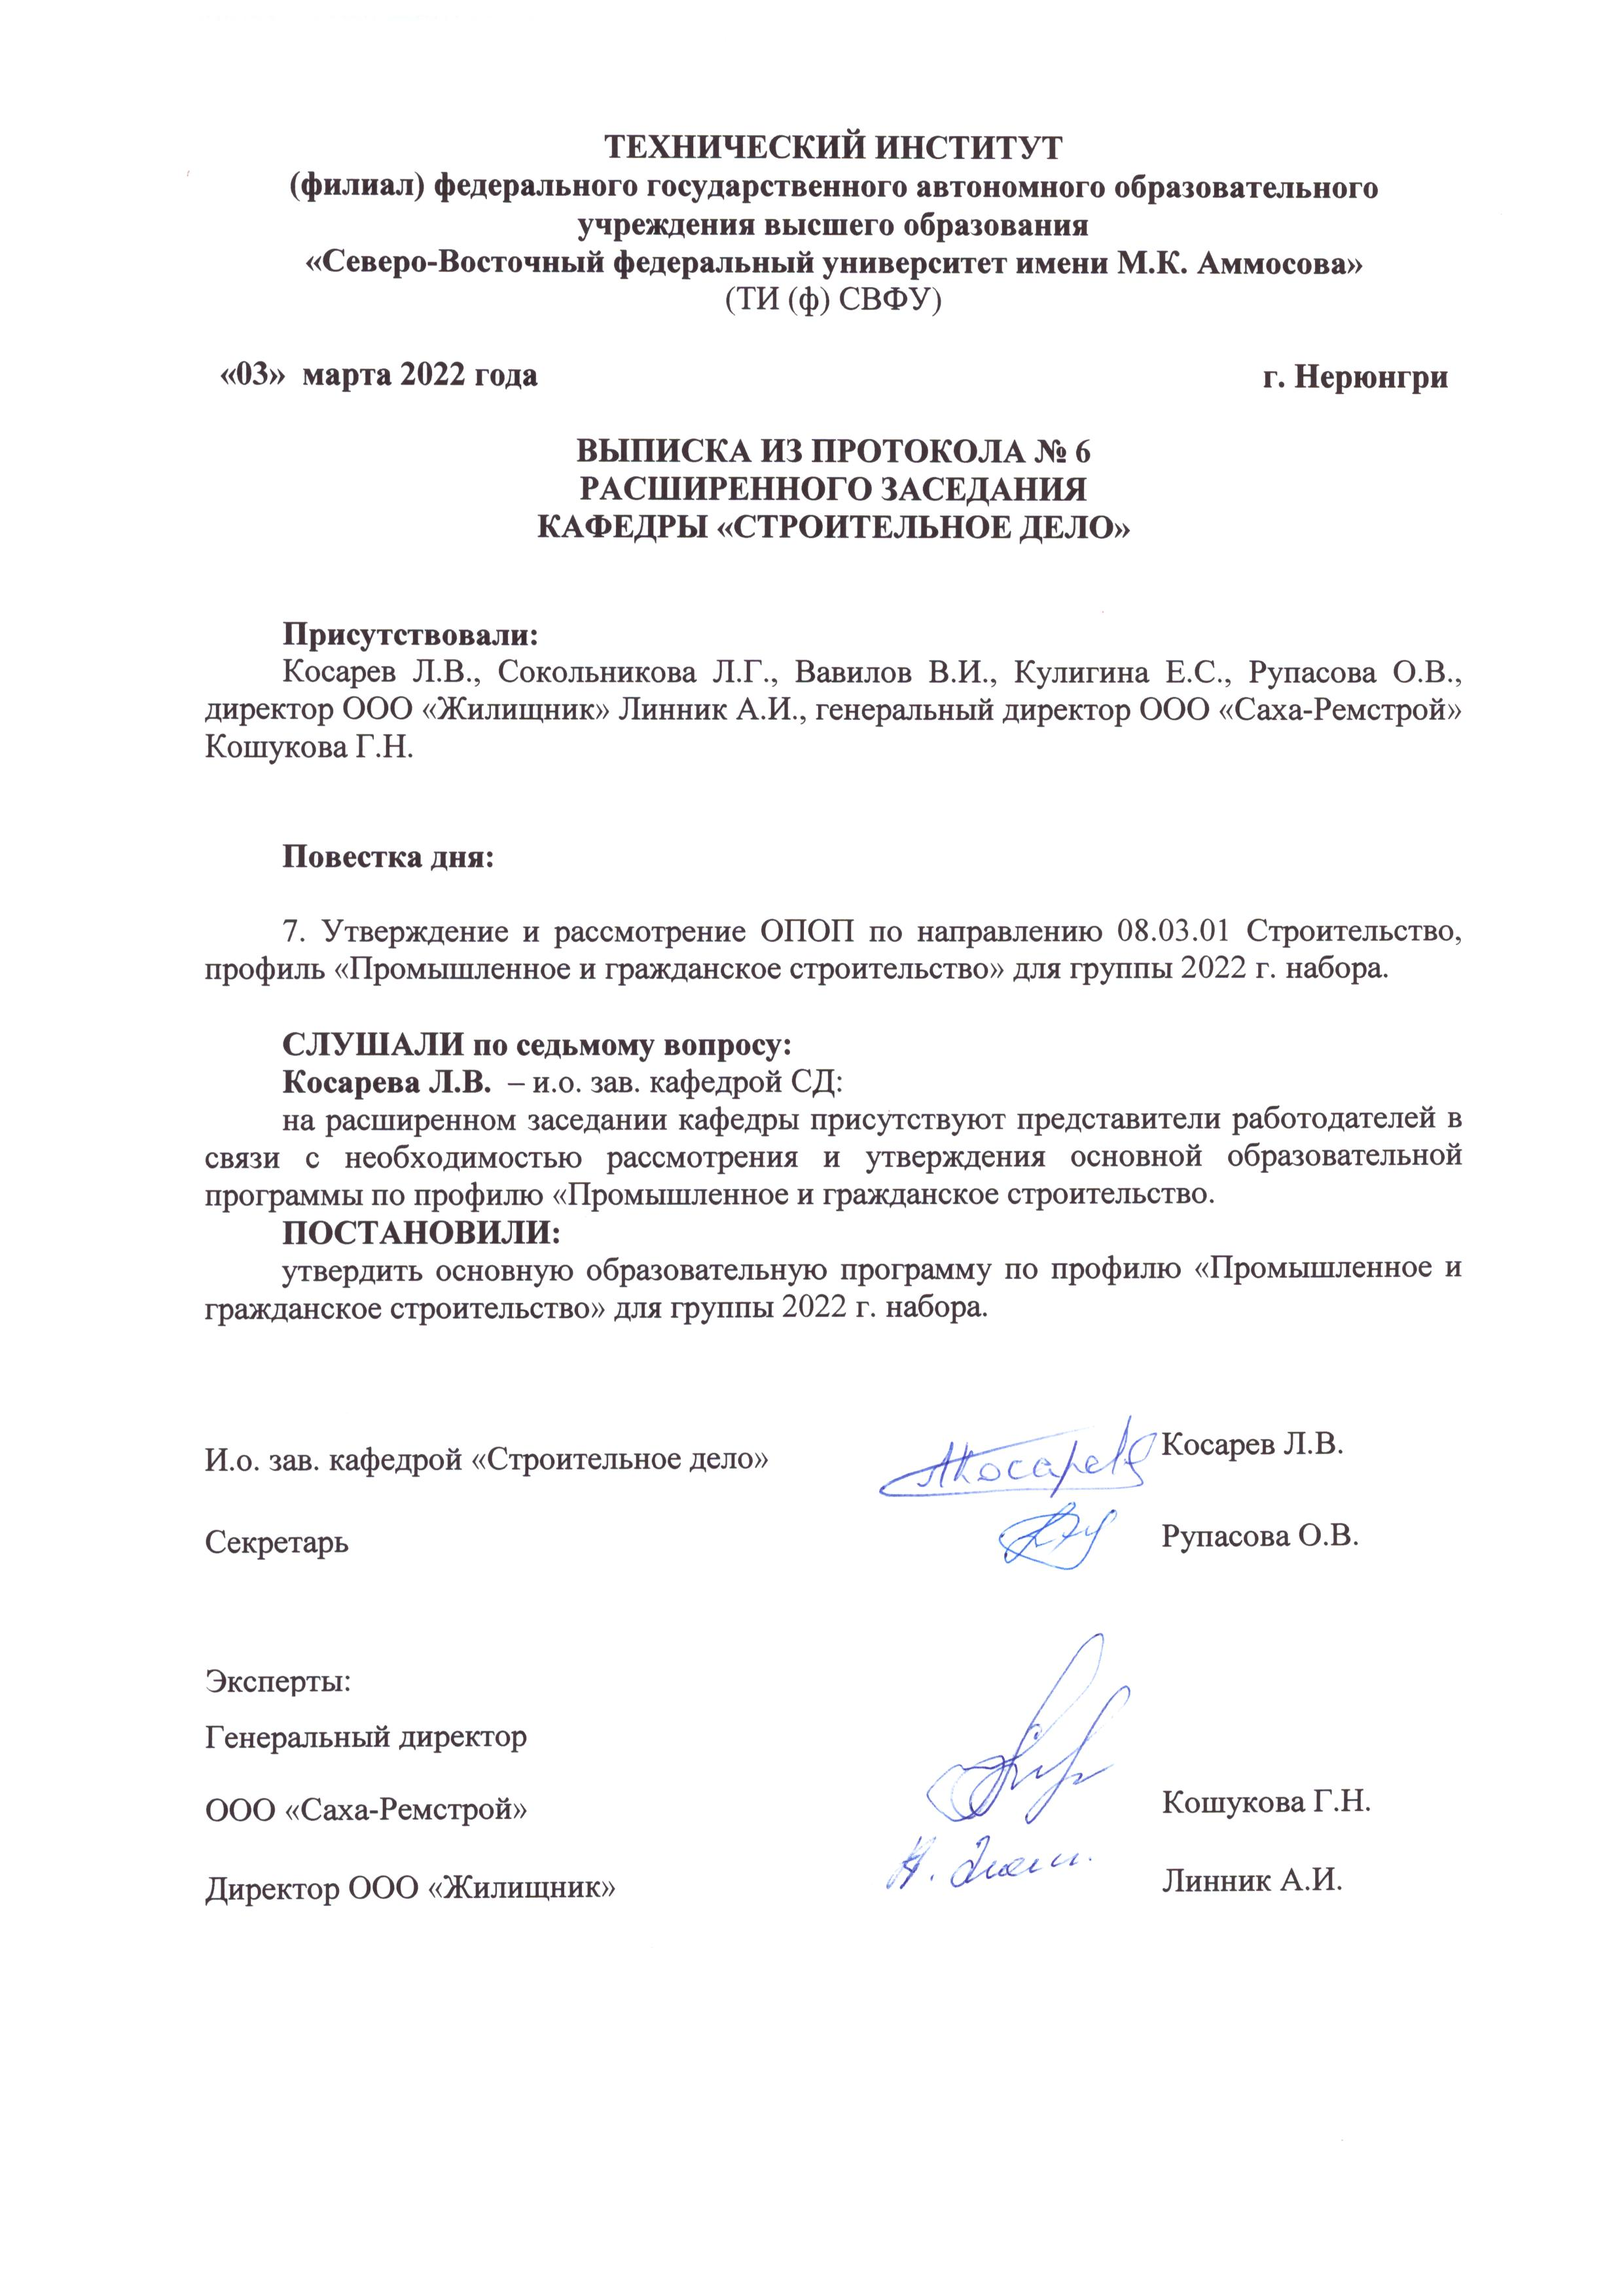 ТЕХНИЧЕСКИЙ ИНСТИТУТ
(филиал) федерального государственного автономного образовательного
учреждения высшего образования
«Северо-Восточный федеральный университет имени М.К. Аммосова»
(ТИ (ф) СВФУ)
«03» марта 2022 года г. Нерюнгри
ВЫПИСКА ИЗ ПРОТОКОЛА № 6
РАСШИРЕННОГО ЗАСЕДАНИЯ
КАФЕДРЫ «СТРОИТЕЛЬНОЕ ДЕЛО»
Присутствовали:
Косарев Л.В., Сокольникова Л.Г., Вавилов В.И., Кулигина Е.С., Рупасова О.В.,
директор ООО «Жилищник» Линник А.И., генеральный директор ООО «Саха-Ремстрой»
Кошукова Г.Н.
Повестка дня:
7. Утверждение и рассмотрение ОПОП по направлению 08.03.01 Строительство,
профиль «Промышленное и гражданское строительство» для группы 2022 г. набора.
СЛУШАЛИ по седьмому вопросу:
Косарева Л.В. – и.о. зав. кафедрой СД:
на расширенном заседании кафедры присутствуют представители работодателей в
связи с необходимостью рассмотрения и утверждения основной образовательной
программы по профилю «Промышленное и гражданское строительство.
ПОСТАНОВИЛИ:
утвердить основную образовательную программу по профилю «Промышленное и
гражданское строительство» для группы 2022 г. набора.
И.о. зав. кафедрой «Строительное дело» Косарев Л.В.
Секретарь Рупасова О.В.
Эксперты:
Генеральный директор
ООО «Саха-Ремстрой» Кошукова Г.Н.
Директор ООО «Жилищник» Линник А.И.